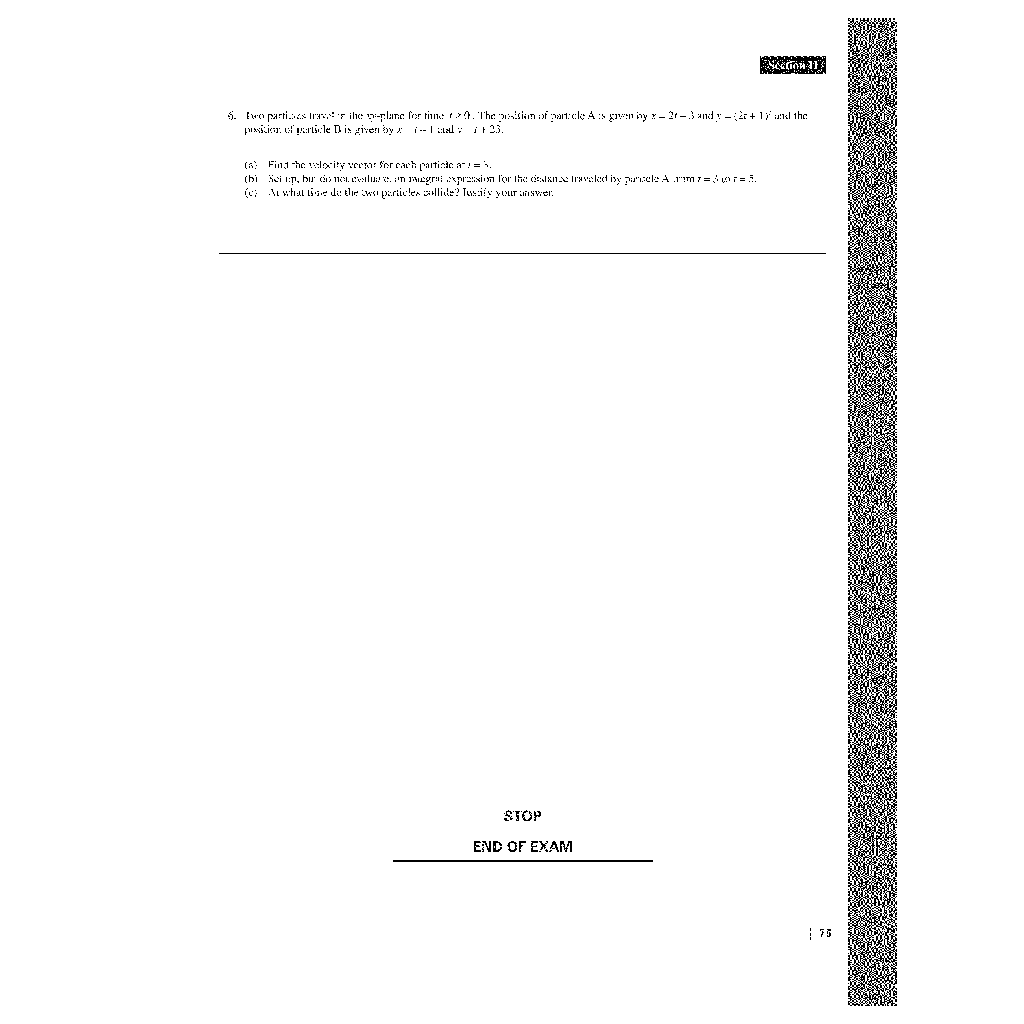 Section II
6. Two particles travel in the xy-plane for time t ≥ 0. The position of particle A is given by x = 2t – 3 and y = (2t + 1)² and the
position of particle B is given by x t – 1 and t + 23.
(a) Find the velocity vector for each particle at t = 3.
(b) Set up, but do not evaluate, an integral expression for the distance traveled by particle A from t = 3 to t = 5.
(c) At what time do the two particles collide? Justify your answer.
STOP
END OF EXAM
| 75